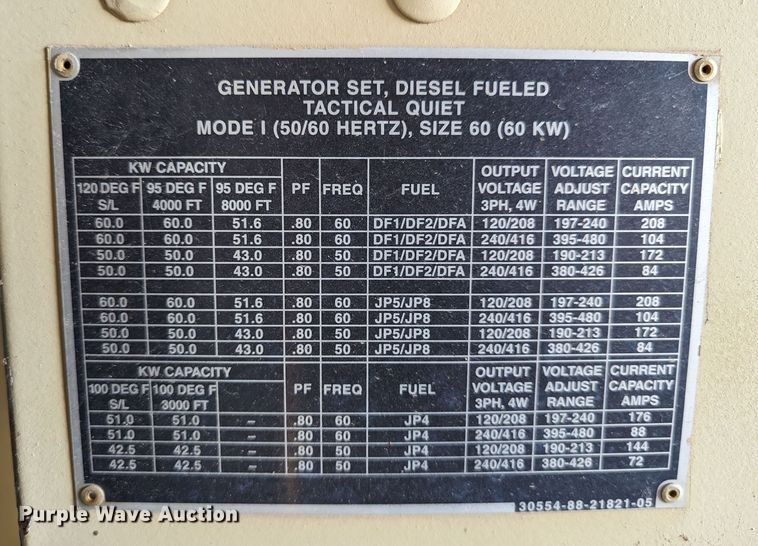 GENERATOR SET, DIESEL FUELED
TACTICAL QUIET
MODE I (50/60 HERTZ), SIZE 60 (60 KW)
KW CAPACITY PF FREQ FUEL OUTPUT VOLTAGE 3PH, 4W VOLTAGE ADJUST RANGE CURRENT CAPACITY AMPS
120 DEG F S/L 95 DEG F 4000 FT 95 DEG F 8000 FT
60.0 60.0 51.6 .80 60 DF1/DF2/DFA 120/208 197-240 208
60.0 60.0 51.6 .80 60 DF1/DF2/DFA 240/416 395-480 104
50.0 50.0 43.0 .80 50 DF1/DF2/DFA 120/208 190-213 172
50.0 50.0 43.0 .80 50 DF1/DF2/DFA 240/416 380-426 84
60.0 60.0 51.6 .80 60 JP5/JP8 120/208 197-240 208
60.0 60.0 51.6 .80 60 JP5/JP8 240/416 395-480 104
50.0 50.0 43.0 .80 50 JP5/JP8 120/208 190-213 172
50.0 50.0 43.0 .80 50 JP5/JP8 240/416 380-426 84
KW CAPACITY PF FREQ FUEL OUTPUT VOLTAGE 3PH, 4W VOLTAGE ADJUST RANGE CURRENT CAPACITY AMPS
100 DEG F S/L 100 DEG F 3000 FT -
51.0 51.0 - .80 60 JP4 120/208 197-240 176
51.0 51.0 - .80 60 JP4 240/416 395-480 88
42.5 42.5 - .80 50 JP4 120/208 190-213 144
42.5 42.5 - .80 50 JP4 240/416 380-426 72
30554-88-21821-05
Purple Wave Auction